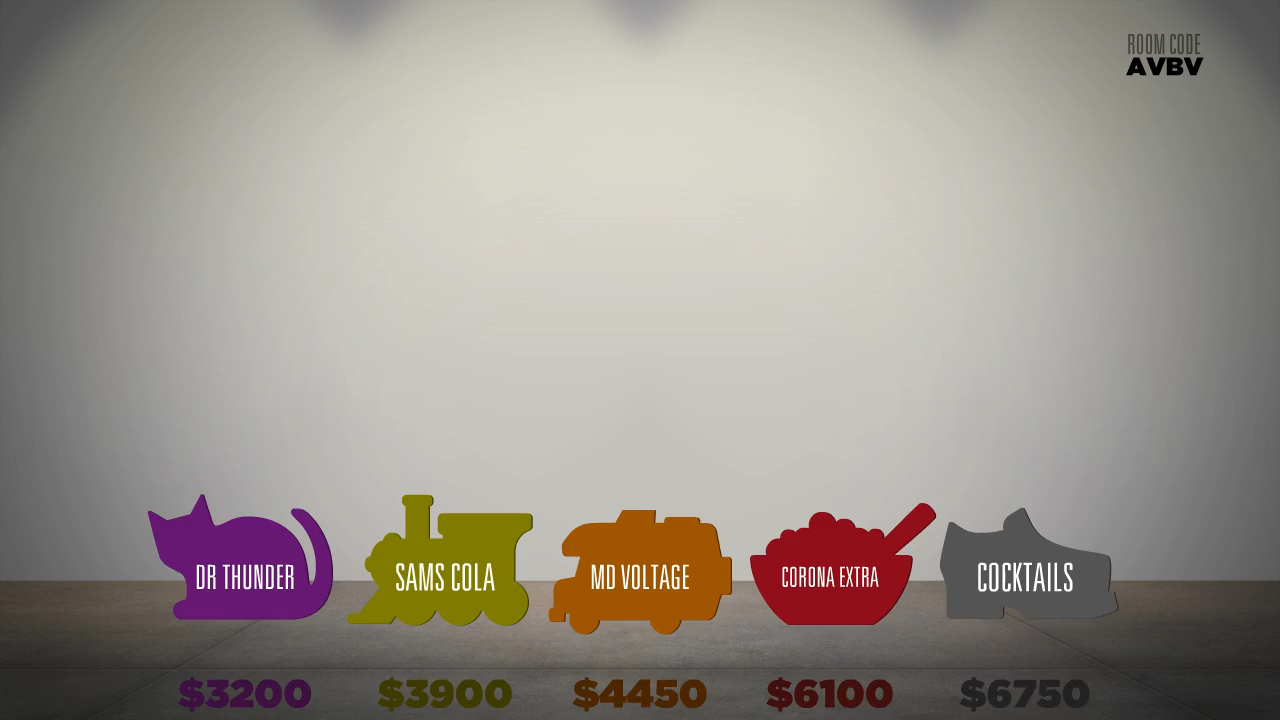 ROOM CODE
AVBV
DR THUNDER
SAMS COLA
MD VOLTAGE
CORONA EXTRA
COCKTAILS
$3200
$3900
$4450
$6100
$6750